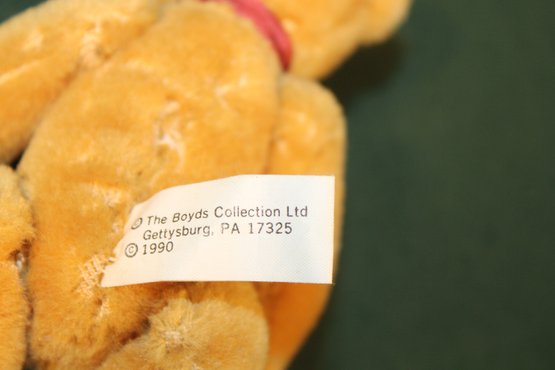 © The Boyds Collection Ltd
Gettysburg, PA 17325
© 1990